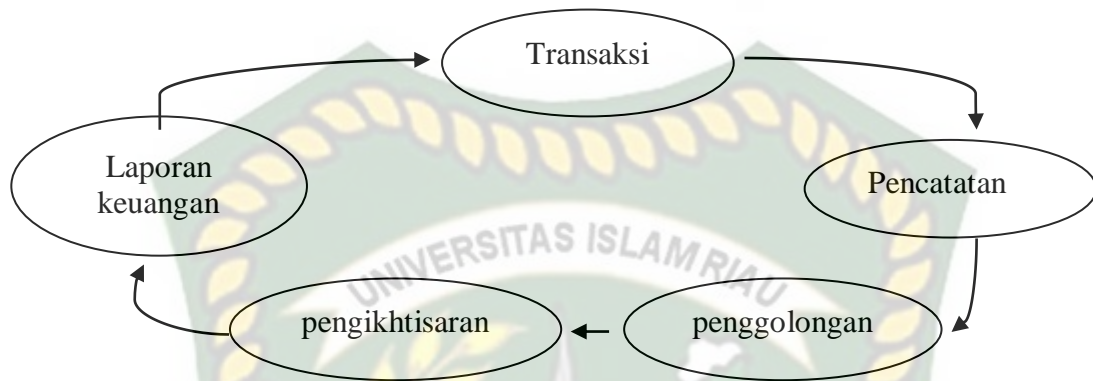 Transaksi
Laporan
keuangan
Pencatatan
UNIVERSITAS ISLAM RIAU
pengikhtisaran
penggolongan